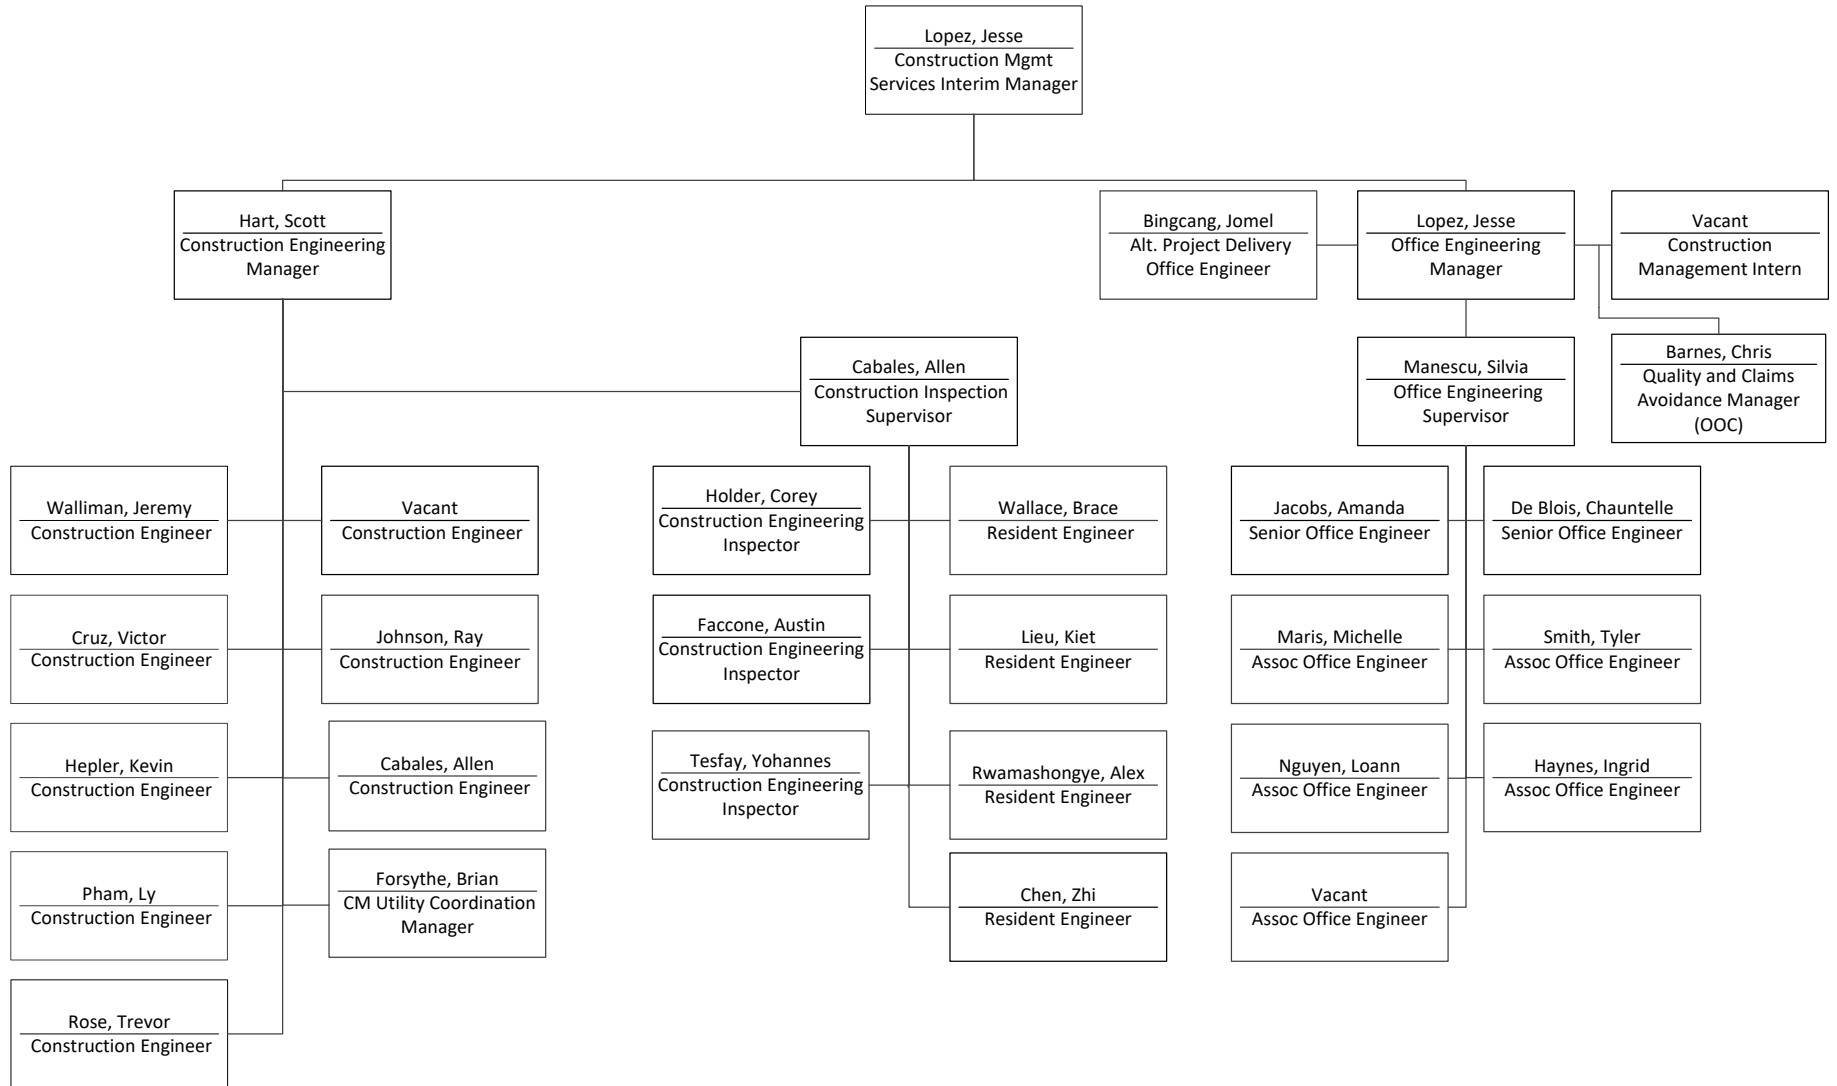 Lopez, Jesse
Construction Mgmt
Services Interim Manager
Hart, Scott
Construction Engineering
Manager
Bingcang, Jomel
Alt. Project Delivery
Office Engineer
Lopez, Jesse
Office Engineering
Manager
Vacant
Construction
Management Intern
Cabales, Allen
Construction Inspection
Supervisor
Manescu, Silvia
Office Engineering
Supervisor
Barnes, Chris
Quality and Claims
Avoidance Manager
(OOC)
Walliman, Jeremy
Construction Engineer
Vacant
Construction Engineer
Holder, Corey
Construction Engineering
Inspector
Wallace, Brace
Resident Engineer
Jacobs, Amanda
Senior Office Engineer
De Blois, Chauntelle
Senior Office Engineer
Cruz, Victor
Construction Engineer
Johnson, Ray
Construction Engineer
Faccone, Austin
Construction Engineering
Inspector
Lieu, Kiet
Resident Engineer
Maris, Michelle
Assoc Office Engineer
Smith, Tyler
Assoc Office Engineer
Hepler, Kevin
Construction Engineer
Cabales, Allen
Construction Engineer
Tesfay, Yohannes
Construction Engineering
Inspector
Rwamashongye, Alex
Resident Engineer
Nguyen, Loann
Assoc Office Engineer
Haynes, Ingrid
Assoc Office Engineer
Pham, Ly
Construction Engineer
Forsythe, Brian
CM Utility Coordination
Manager
Chen, Zhi
Resident Engineer
Vacant
Assoc Office Engineer
Rose, Trevor
Construction Engineer